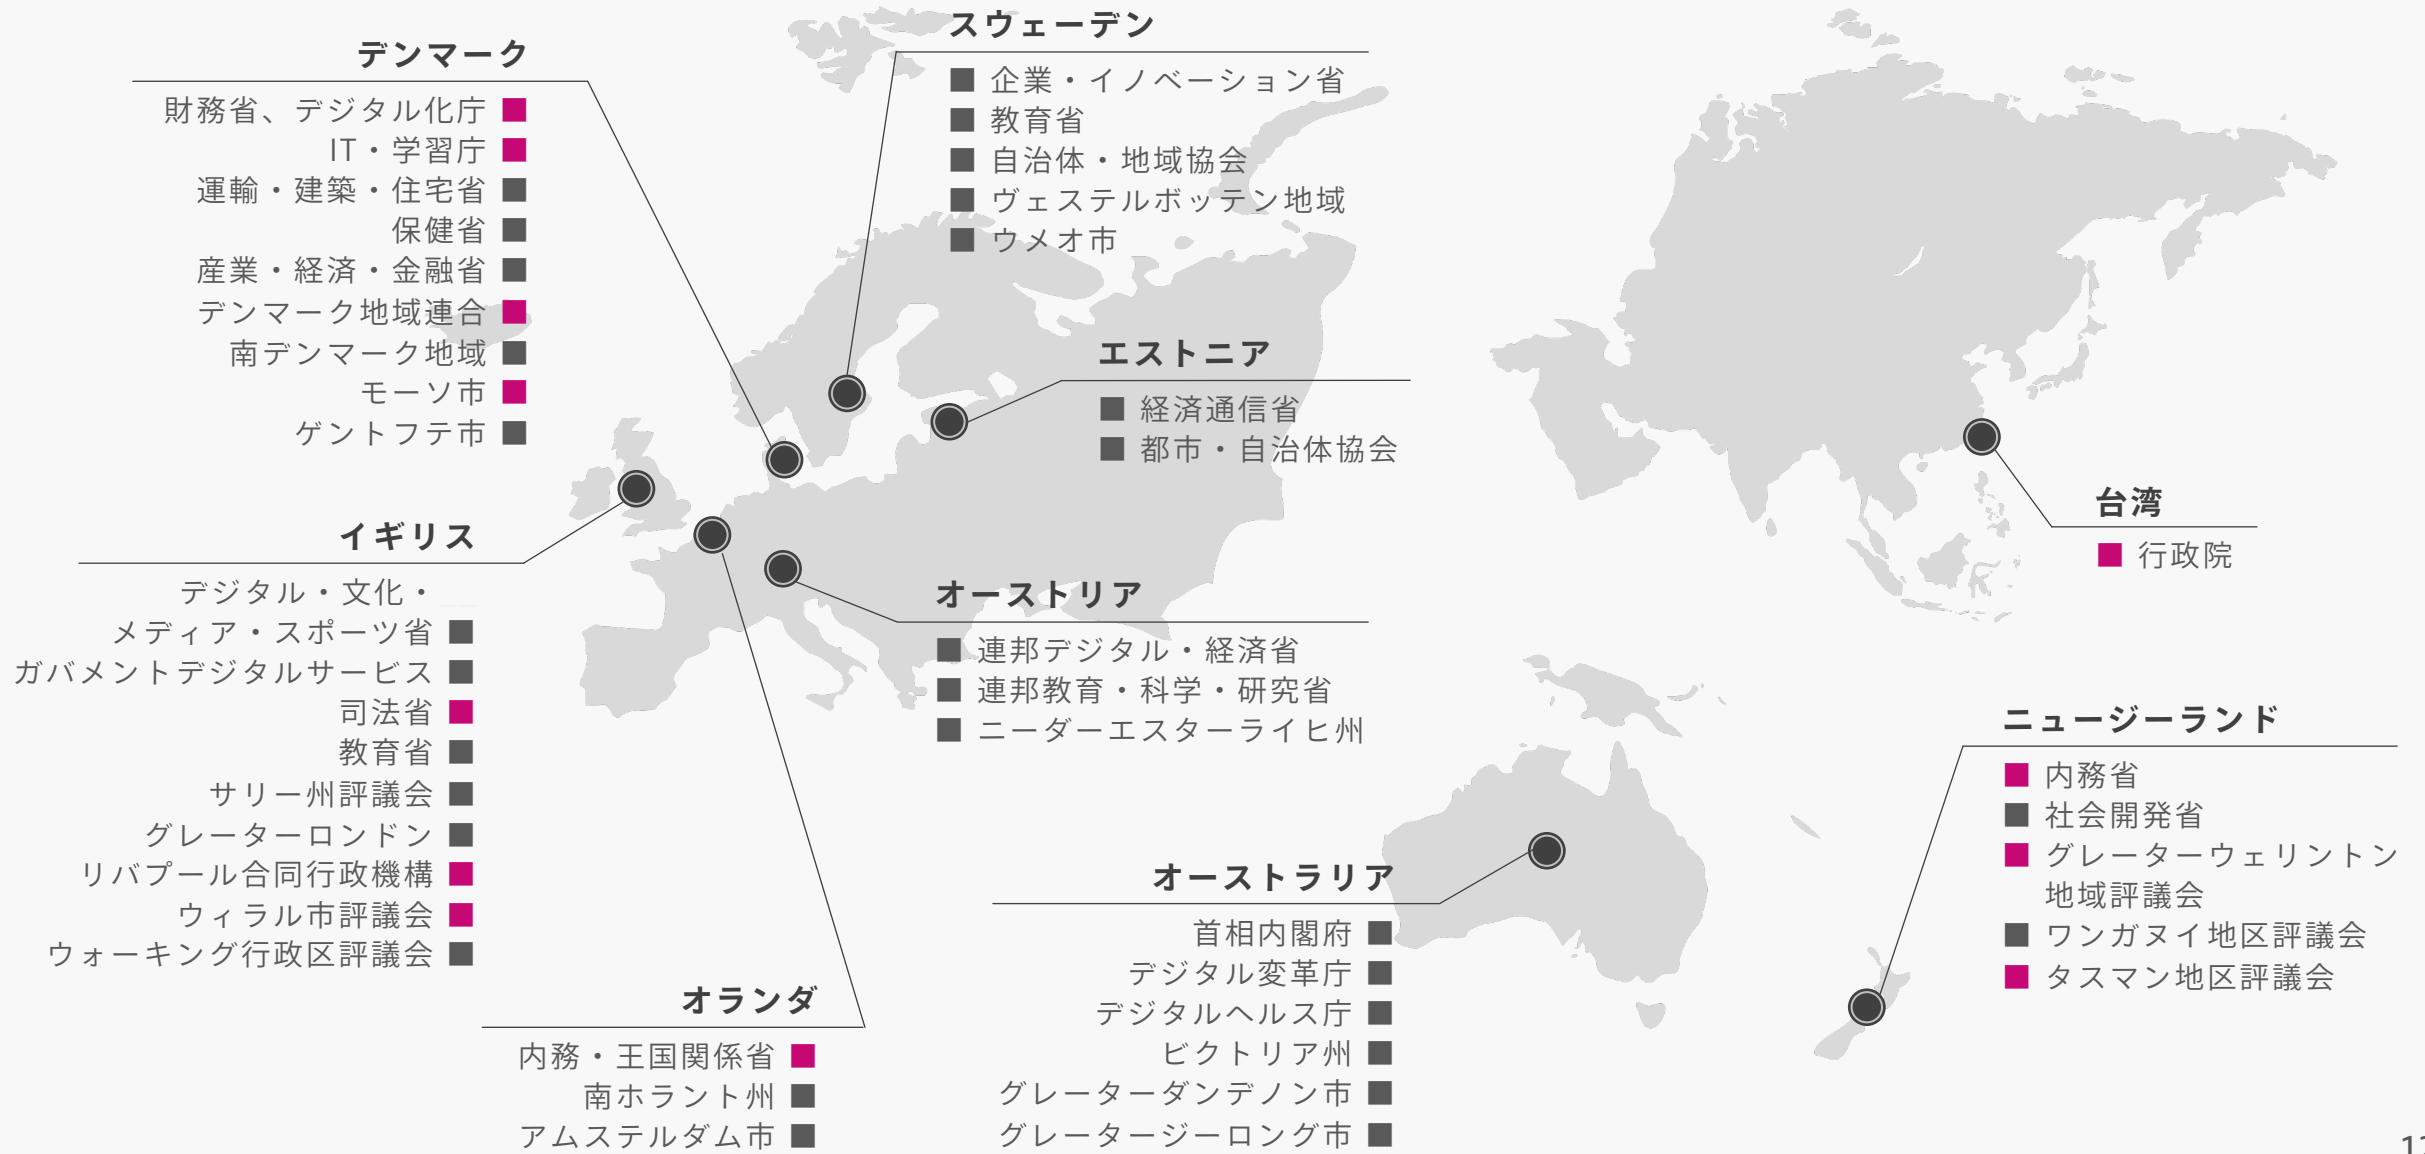 デンマーク
財務省、デジタル化庁
IT・学習庁
運輸・建築・住宅省
保健省
産業・経済・金融省
デンマーク地域連合
南デンマーク地域
モーソ市
ゲントフテ市
スウェーデン
企業・イノベーション省
教育省
自治体・地域協会
ヴェステルボッテン地域
ウメオ市
エストニア
経済通信省
都市・自治体協会
台湾
行政院
イギリス
デジタル・文化・
メディア・スポーツ省
ガバメントデジタルサービス
司法省
教育省
サリー州評議会
グレーターロンドン
リバプール合同行政機構
ウィラル市評議会
ウォーキング行政区評議会
オーストリア
連邦デジタル・経済省
連邦教育・科学・研究省
ニーダーエスターライヒ州
ニュージーランド
内務省
社会開発省
グレーターウェリントン
地域評議会
ワンガヌイ地区評議会
タスマン地区評議会
オーストラリア
首相内閣府
デジタル変革庁
デジタルヘルス庁
ビクトリア州
グレーターダンデノン市
グレータージーロング市
オランダ
内務・王国関係省
南ホラント州
アムステルダム市